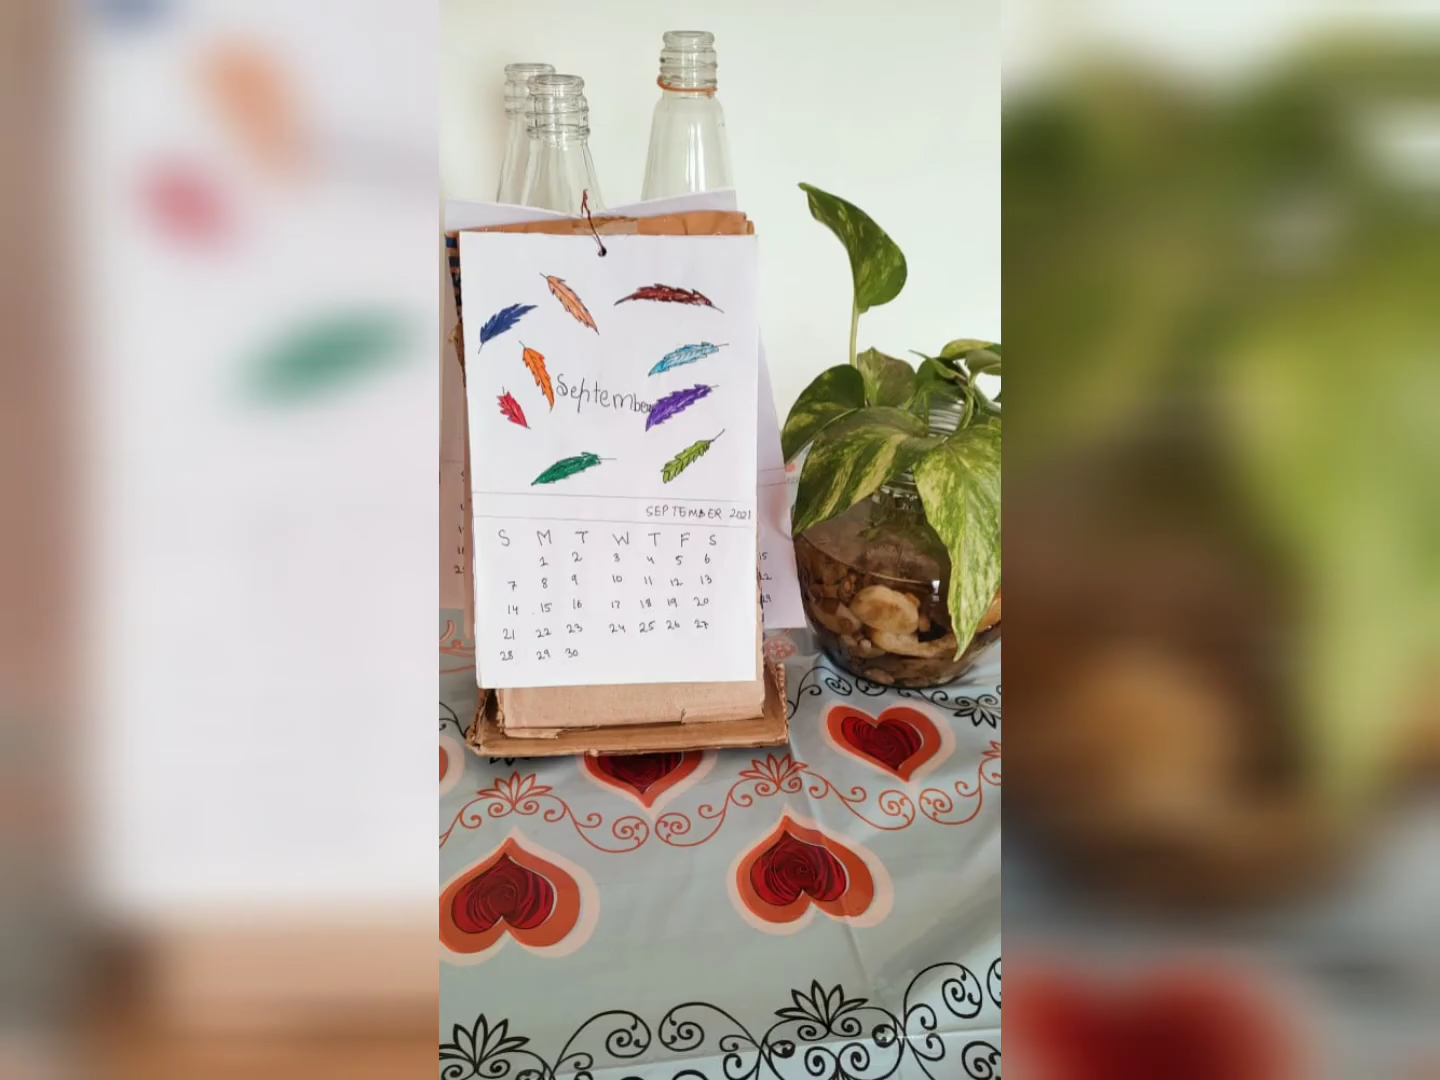 September
SEPTEMBER 2021
S M T W T F S
1 2 3 4 5 6
7 8 9 10 11 12 13
14 15 16 17 18 19 20
21 22 23 24 25 26 27
28 29 30